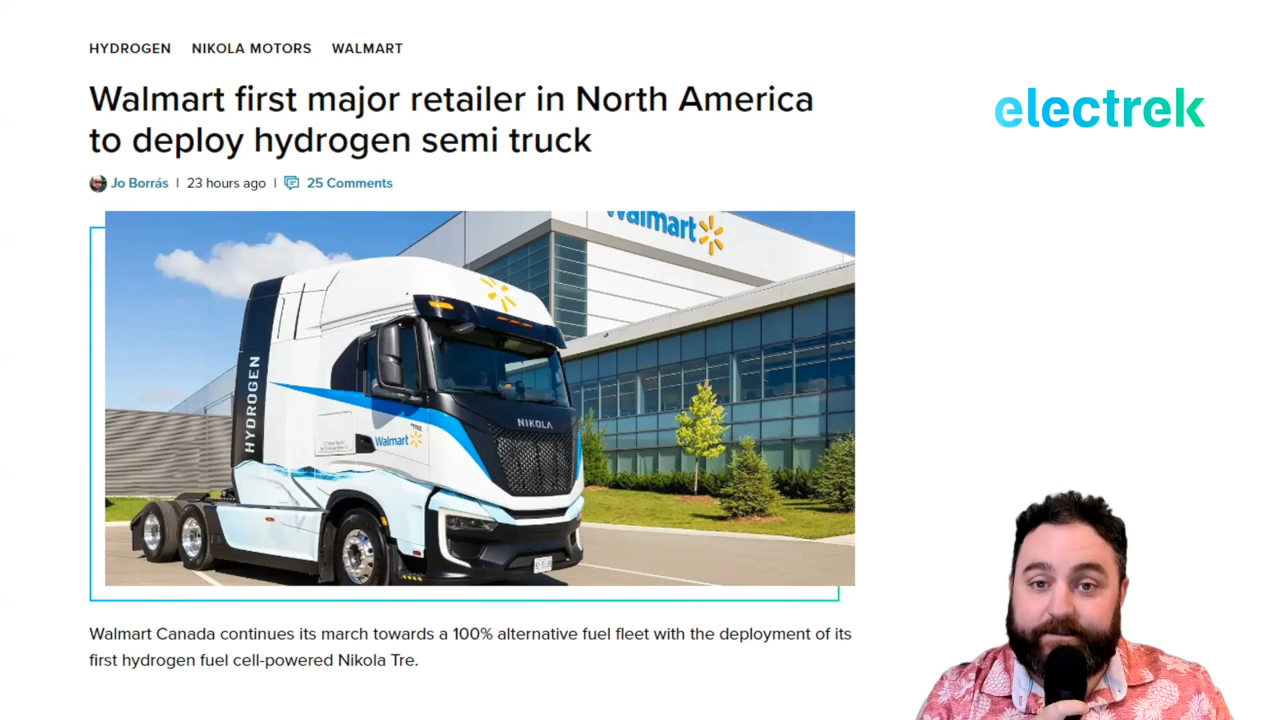 HYDROGEN NIKOLA MOTORS WALMART
Walmart first major retailer in North America
to deploy hydrogen semi truck
electrek
Jo Borrás | 23 hours ago | 25 Comments
Walmart
HYDROGEN
NIKOLA
Walmart
Walmart Canada continues its march towards a 100% alternative fuel fleet with the deployment of its
first hydrogen fuel cell-powered Nikola Tre.